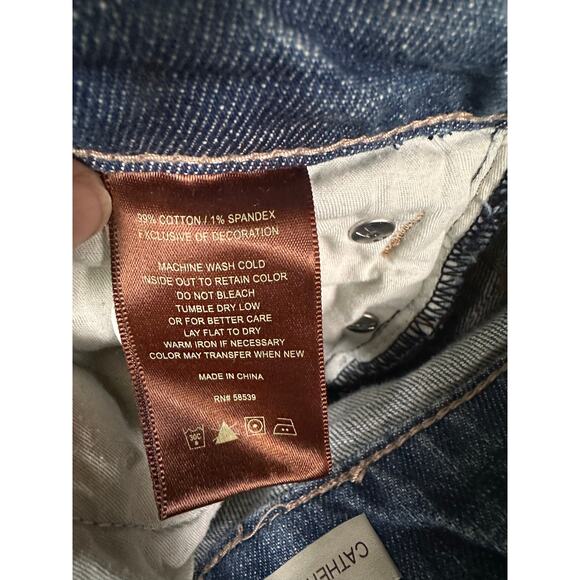 99% COTTON / 1% SPANDEX
EXCLUSIVE OF DECORATION
MACHINE WASH COLD
INSIDE OUT TO RETAIN COLOR
DO NOT BLEACH
TUMBLE DRY LOW
OR FOR BETTER CARE
LAY FLAT TO DRY
WARM IRON IF NECESSARY
COLOR MAY TRANSFER WHEN NEW
MADE IN CHINA
RN# 58539
30C
CATHE